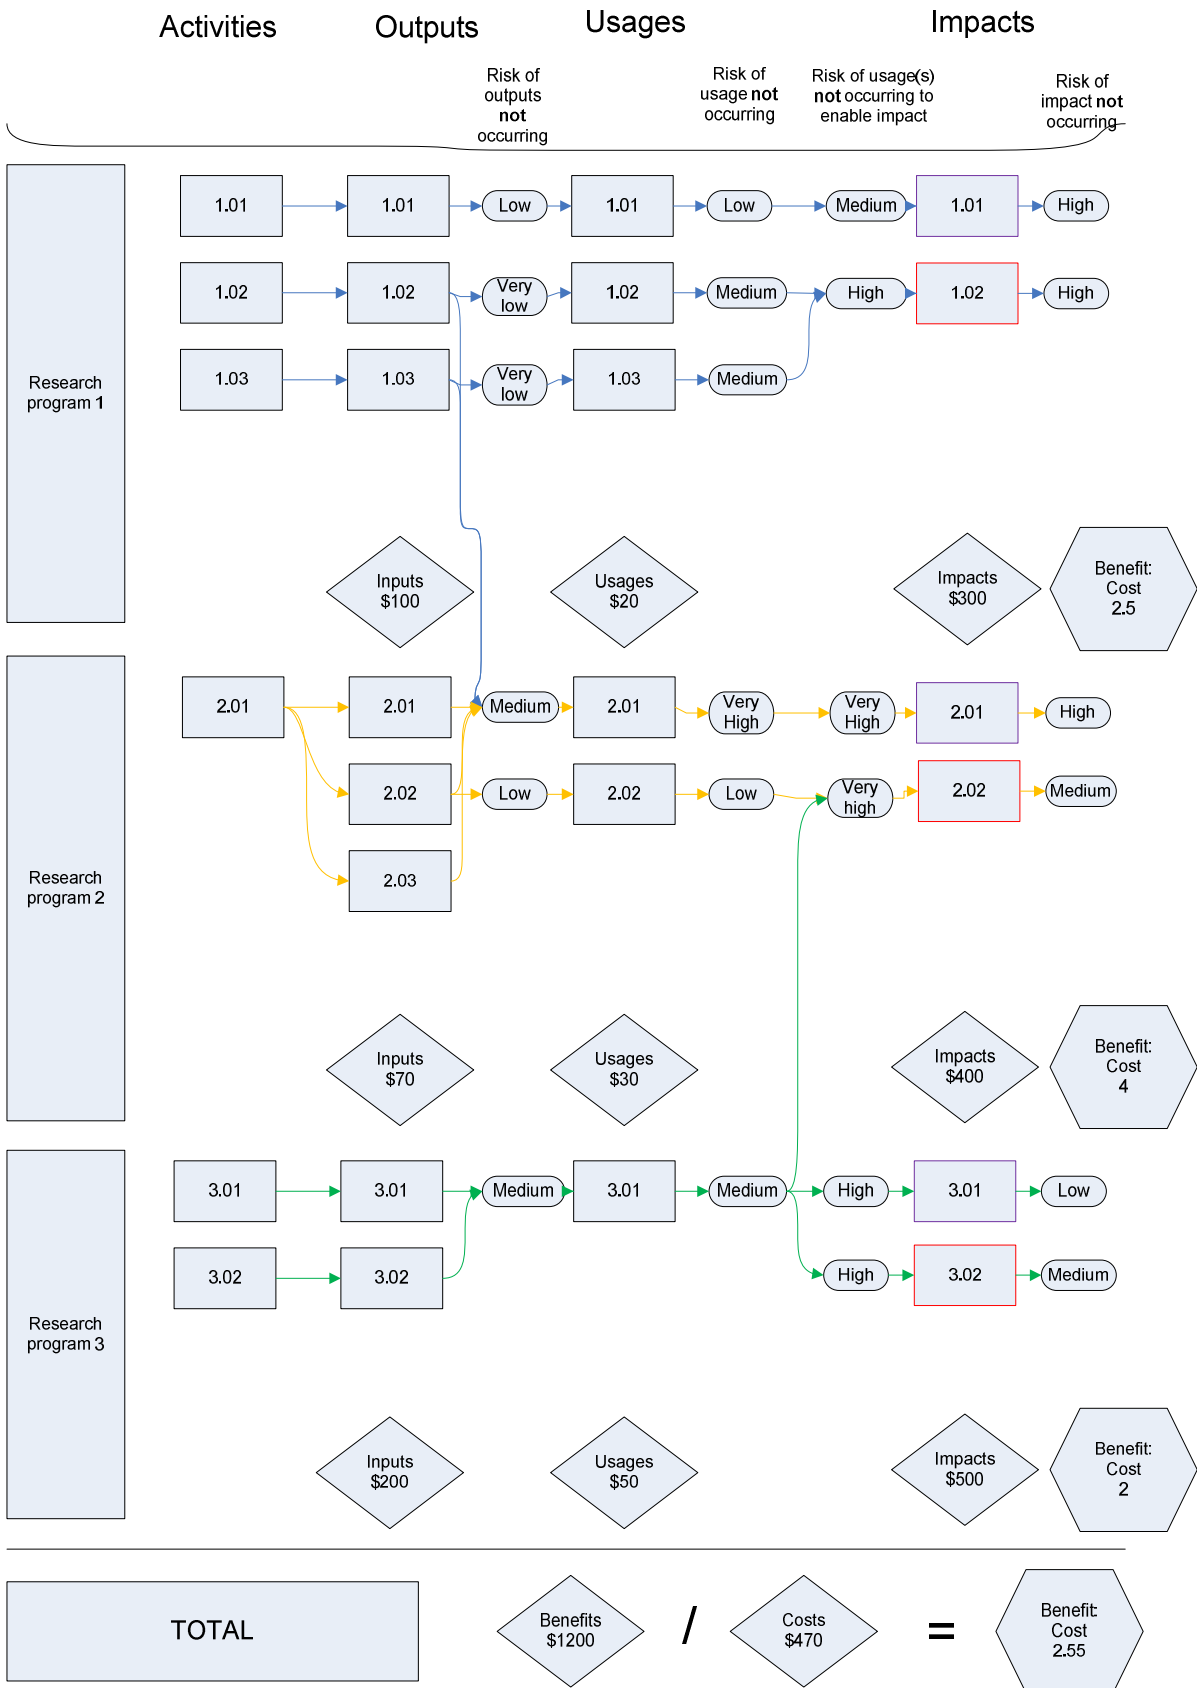 Activities
Outputs
Usages
Impacts
Risk of
outputs
not
occurring
Risk of
usage not
occurring
Risk of usage(s)
not occurring to
enable impact
Risk of
impact not
occurring
Research
program 1
1.01
1.01
Low
1.01
Low
Medium
1.01
High
1.02
1.02
Very
low
1.02
Medium
High
1.02
High
1.03
1.03
Very
low
1.03
Medium
Inputs
$100
Usages
$20
Impacts
$300
Benefit:
Cost
2.5
Research
program 2
2.01
2.01
Medium
2.01
Very
High
Very
High
2.01
High
2.02
Low
2.02
Low
Very
high
2.02
Medium
2.03
Inputs
$70
Usages
$30
Impacts
$400
Benefit:
Cost
4
Research
program 3
3.01
3.01
Medium
3.01
Medium
High
3.01
Low
3.02
3.02
High
3.02
Medium
Inputs
$200
Usages
$50
Impacts
$500
Benefit:
Cost
2
TOTAL
Benefits
$1200
/
Costs
$470
=
Benefit:
Cost
2.55